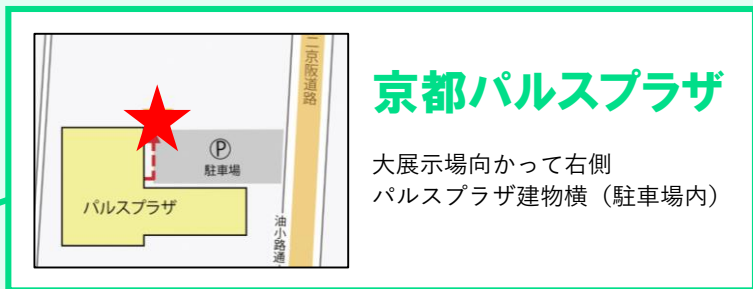 京都パルスプラザ
大展示場向かって右側
パルスプラザ建物横（駐車場内）
二京阪道路
P
駐車場
パルスプラザ
油小路通